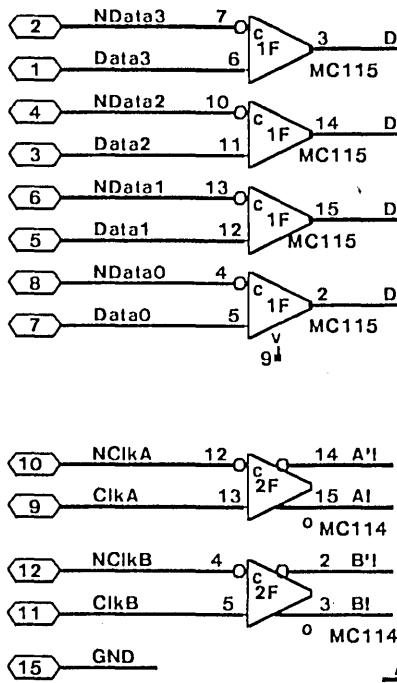 2 NData3 7 C 1F 3 D
1 Data3 6 MC115
4 NData2 10 C 1F 14 D
3 Data2 11 MC115
6 NData1 13 C 1F 15 D
5 Data1 12 MC115
8 NData0 4 C 1F 2 D
7 Data0 5 MC115
v
9
10 NClkA 12 C 2F 14 A'I
9 ClkA 13 15 AI
o MC114
12 NClkB 4 C 2F 2 B'I
11 ClkB 5 3 BI
o MC114
15 GND